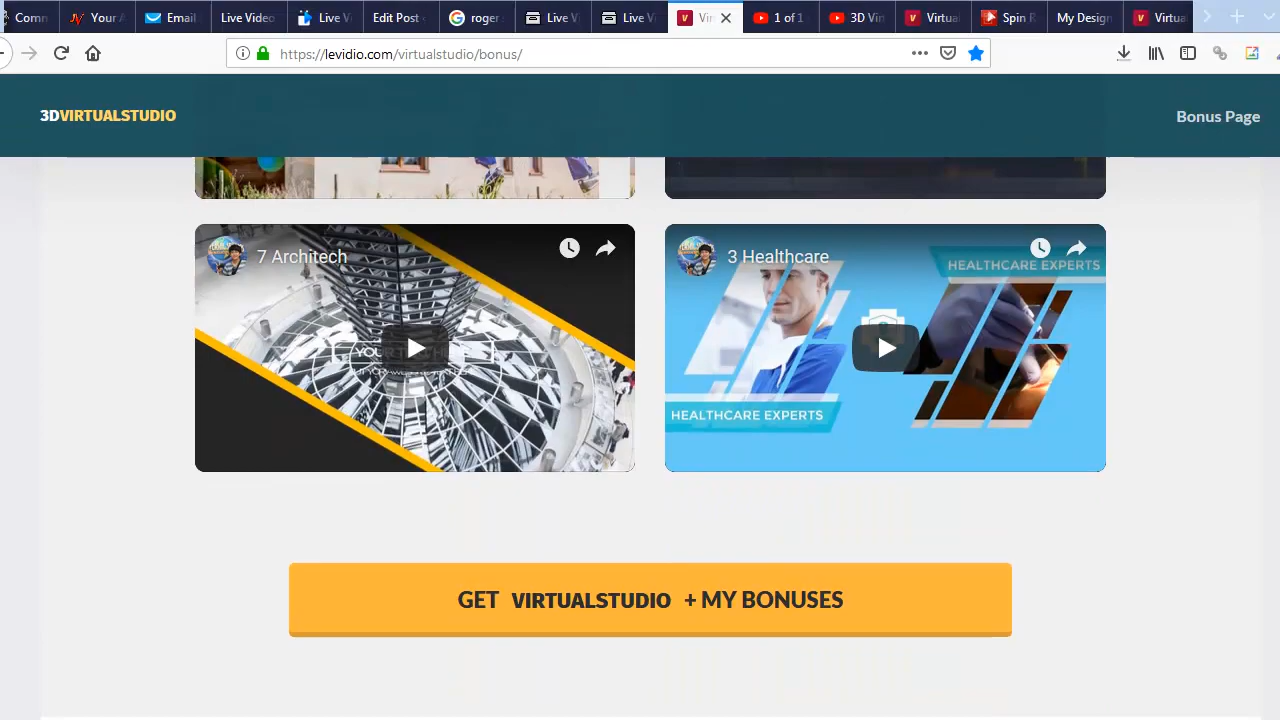 Comm
Your A
Email
Live Video
Live V
Edit Post
roger
Live V
Live Vi
Vir
1 of 1
3D Vir
Virtual
Spin R
My Design
Virtual
https://levidio.com/virtualstudio/bonus/
3DVIRTUALSTUDIO
Bonus Page
7 Architech
3 Healthcare
HEALTHCARE EXPERTS
HEALTHCARE EXPERTS
GET VIRTUALSTUDIO + MY BONUSES